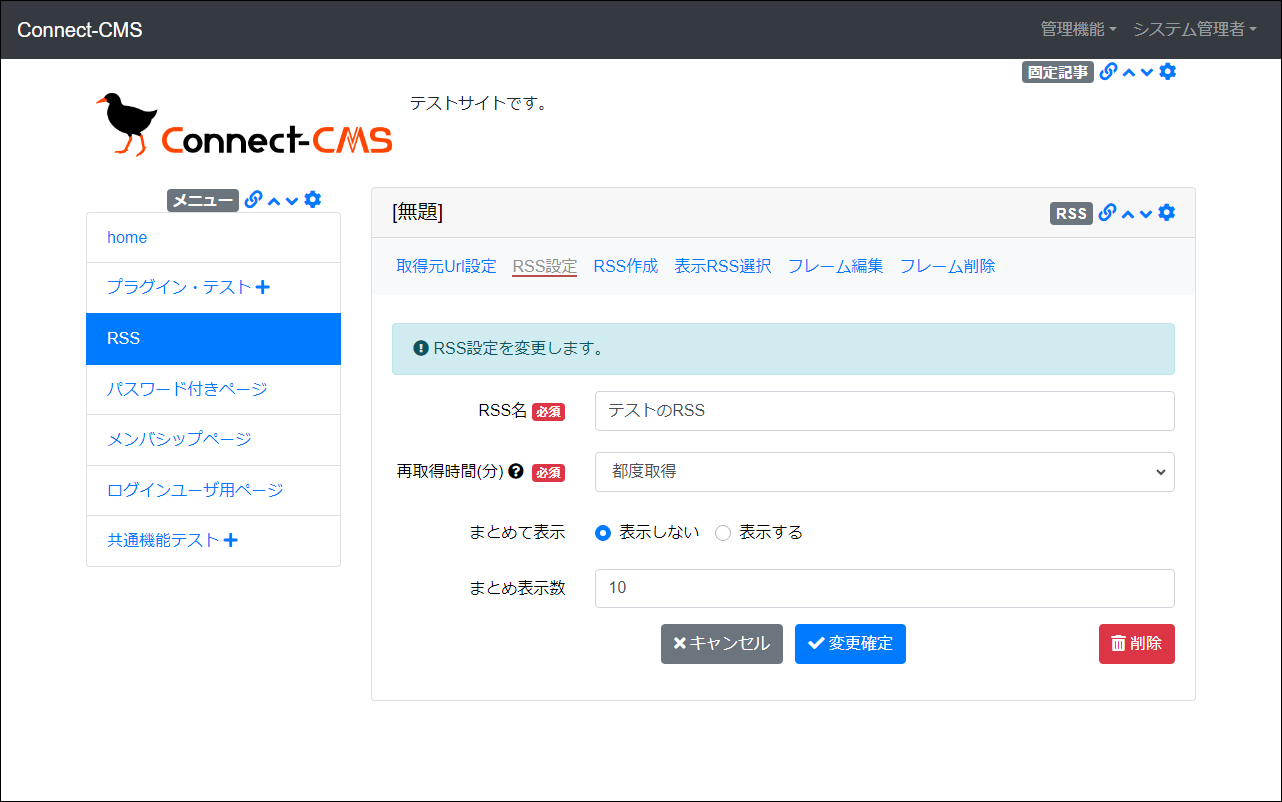 Connect-CMS
管理機能 システム管理者
固定記事
Connect-CMS
テストサイトです。
メニュー
home
プラグイン・テスト
RSS
パスワード付きページ
メンバシップページ
ログインユーザ用ページ
共通機能テスト
[無題]
RSS
取得元Url設定 RSS設定 RSS作成 表示RSS選択 フレーム編集 フレーム削除
RSS設定を変更します。
RSS名 必須 テストのRSS
再取得時間(分) 必須 都度取得
まとめて表示 表示しない 表示する
まとめ表示数 10
キャンセル 変更確定 削除